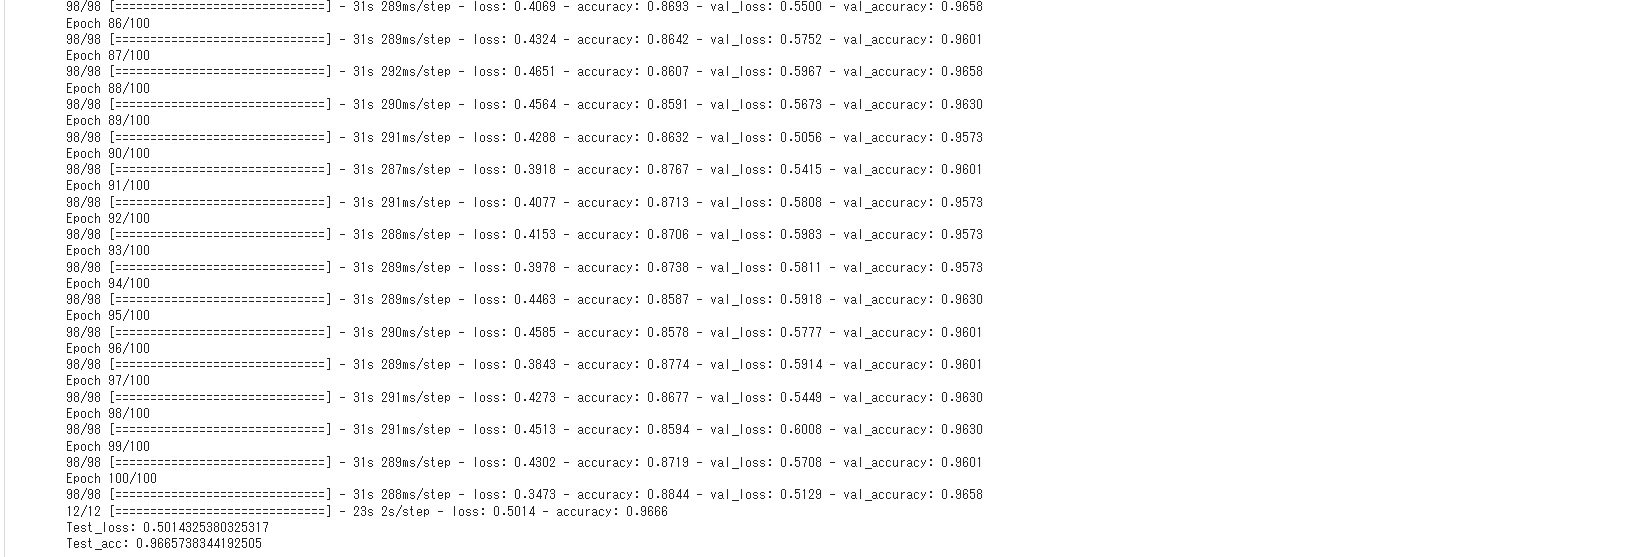 98/98 [==============================] - 31s 289ms/step - loss: 0.4069 - accuracy: 0.8693 - val_loss: 0.5500 - val_accuracy: 0.9658
Epoch 86/100
98/98 [==============================] - 31s 289ms/step - loss: 0.4324 - accuracy: 0.8642 - val_loss: 0.5752 - val_accuracy: 0.9601
Epoch 87/100
98/98 [==============================] - 31s 292ms/step - loss: 0.4651 - accuracy: 0.8607 - val_loss: 0.5967 - val_accuracy: 0.9658
Epoch 88/100
98/98 [==============================] - 31s 290ms/step - loss: 0.4564 - accuracy: 0.8591 - val_loss: 0.5673 - val_accuracy: 0.9630
Epoch 89/100
98/98 [==============================] - 31s 291ms/step - loss: 0.4288 - accuracy: 0.8632 - val_loss: 0.5056 - val_accuracy: 0.9573
Epoch 90/100
98/98 [==============================] - 31s 287ms/step - loss: 0.3918 - accuracy: 0.8767 - val_loss: 0.5415 - val_accuracy: 0.9601
Epoch 91/100
98/98 [==============================] - 31s 291ms/step - loss: 0.4077 - accuracy: 0.8713 - val_loss: 0.5808 - val_accuracy: 0.9573
Epoch 92/100
98/98 [==============================] - 31s 288ms/step - loss: 0.4153 - accuracy: 0.8706 - val_loss: 0.5983 - val_accuracy: 0.9573
Epoch 93/100
98/98 [==============================] - 31s 289ms/step - loss: 0.3978 - accuracy: 0.8738 - val_loss: 0.5811 - val_accuracy: 0.9573
Epoch 94/100
98/98 [==============================] - 31s 289ms/step - loss: 0.4463 - accuracy: 0.8587 - val_loss: 0.5918 - val_accuracy: 0.9630
Epoch 95/100
98/98 [==============================] - 31s 290ms/step - loss: 0.4585 - accuracy: 0.8578 - val_loss: 0.5777 - val_accuracy: 0.9601
Epoch 96/100
98/98 [==============================] - 31s 289ms/step - loss: 0.3843 - accuracy: 0.8774 - val_loss: 0.5914 - val_accuracy: 0.9601
Epoch 97/100
98/98 [==============================] - 31s 291ms/step - loss: 0.4273 - accuracy: 0.8677 - val_loss: 0.5449 - val_accuracy: 0.9630
Epoch 98/100
98/98 [==============================] - 31s 291ms/step - loss: 0.4513 - accuracy: 0.8594 - val_loss: 0.6008 - val_accuracy: 0.9630
Epoch 99/100
98/98 [==============================] - 31s 289ms/step - loss: 0.4302 - accuracy: 0.8719 - val_loss: 0.5708 - val_accuracy: 0.9601
Epoch 100/100
98/98 [==============================] - 31s 288ms/step - loss: 0.3473 - accuracy: 0.8844 - val_loss: 0.5129 - val_accuracy: 0.9658
12/12 [==============================] - 23s 2s/step - loss: 0.5014 - accuracy: 0.9666
Test_loss: 0.5014325380325317
Test_acc: 0.9665738344192505